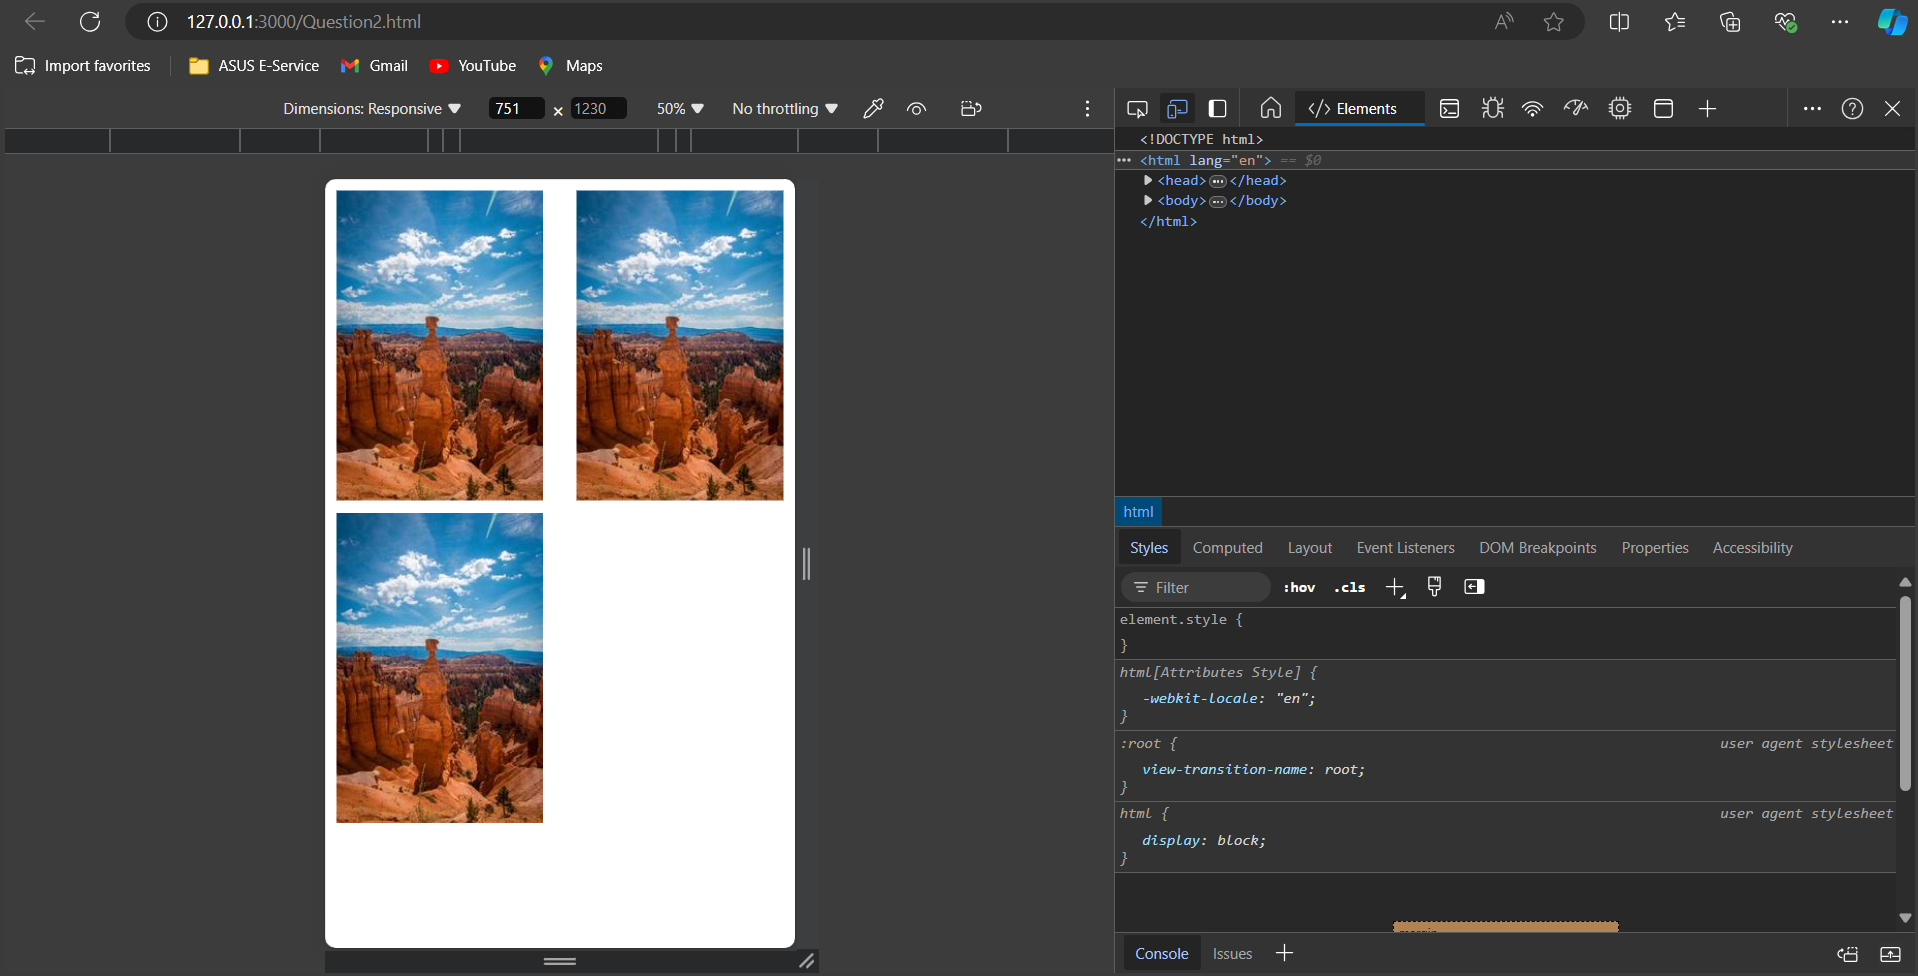 127.0.0.1:3000/Question2.html
Import favorites
ASUS E-Service
Gmail
YouTube
Maps
Dimensions: Responsive
751 × 1230
50%
No throttling
</> Elements
<!DOCTYPE html>
<html lang="en"> == $0
<head>…</head>
<body>…</body>
</html>
html
Styles Computed Layout Event Listeners DOM Breakpoints Properties Accessibility
Filter :hov .cls
element.style {
}
html[Attributes Style] {
-webkit-locale: "en";
}
:root { user agent stylesheet
view-transition-name: root;
}
html { user agent stylesheet
display: block;
}
Console Issues